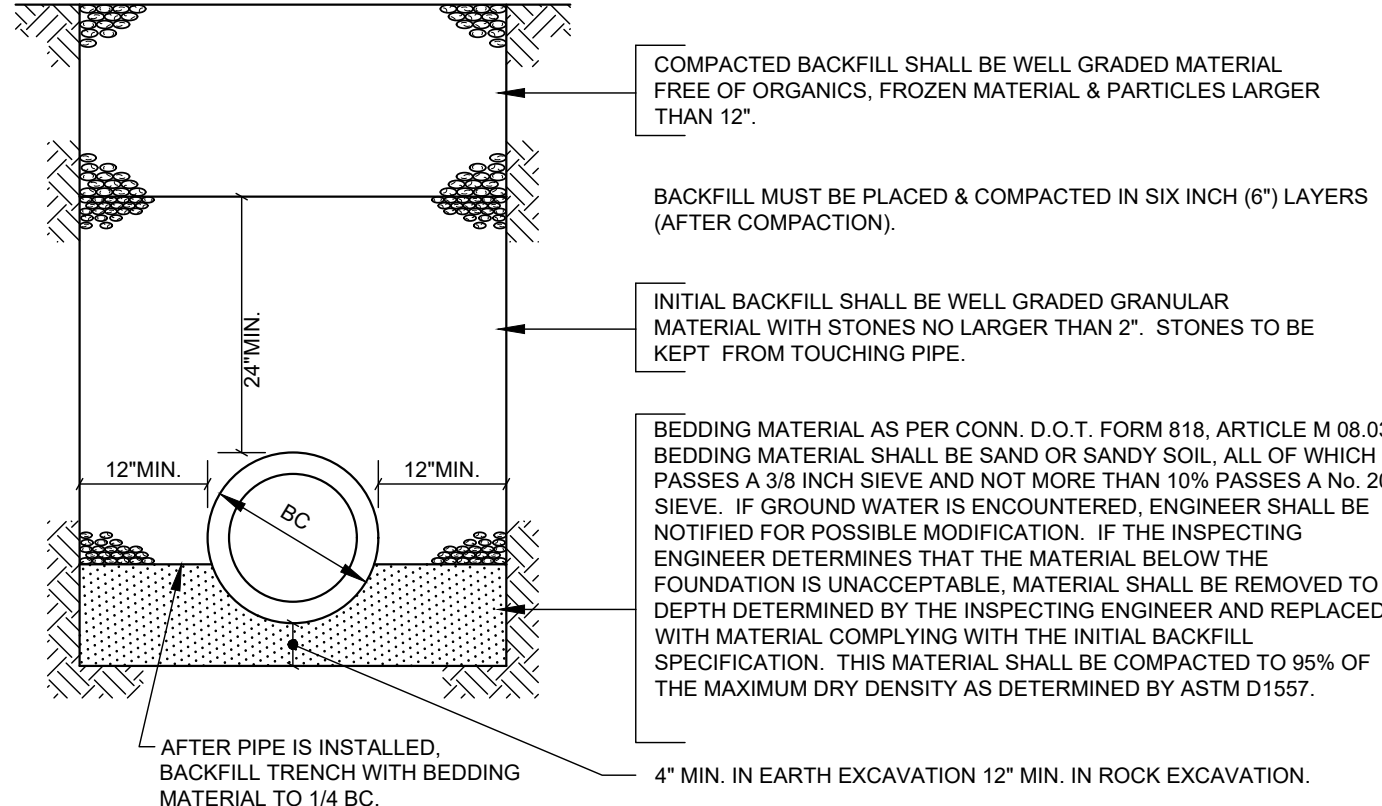 COMPACTED BACKFILL SHALL BE WELL GRADED MATERIAL
FREE OF ORGANICS, FROZEN MATERIAL & PARTICLES LARGER
THAN 12".
BACKFILL MUST BE PLACED & COMPACTED IN SIX INCH (6") LAYERS
(AFTER COMPACTION).
24"MIN.
INITIAL BACKFILL SHALL BE WELL GRADED GRANULAR
MATERIAL WITH STONES NO LARGER THAN 2". STONES TO BE
KEPT FROM TOUCHING PIPE.
12"MIN.
12"MIN.
BC
BEDDING MATERIAL AS PER CONN. D.O.T. FORM 818, ARTICLE M 08.03
BEDDING MATERIAL SHALL BE SAND OR SANDY SOIL, ALL OF WHICH
PASSES A 3/8 INCH SIEVE AND NOT MORE THAN 10% PASSES A No.
SIEVE. IF GROUND WATER IS ENCOUNTERED, ENGINEER SHALL BE
NOTIFIED FOR POSSIBLE MODIFICATION. IF THE INSPECTING
ENGINEER DETERMINES THAT THE MATERIAL BELOW THE
FOUNDATION IS UNACCEPTABLE, MATERIAL SHALL BE REMOVED TO
DEPTH DETERMINED BY THE INSPECTING ENGINEER AND REPLACED
WITH MATERIAL COMPLYING WITH THE INITIAL BACKFILL
SPECIFICATION. THIS MATERIAL SHALL BE COMPACTED TO 95% OF
THE MAXIMUM DRY DENSITY AS DETERMINED BY ASTM D1557.
AFTER PIPE IS INSTALLED,
BACKFILL TRENCH WITH BEDDING
MATERIAL TO 1/4 BC.
4" MIN. IN EARTH EXCAVATION 12" MIN. IN ROCK EXCAVATION.